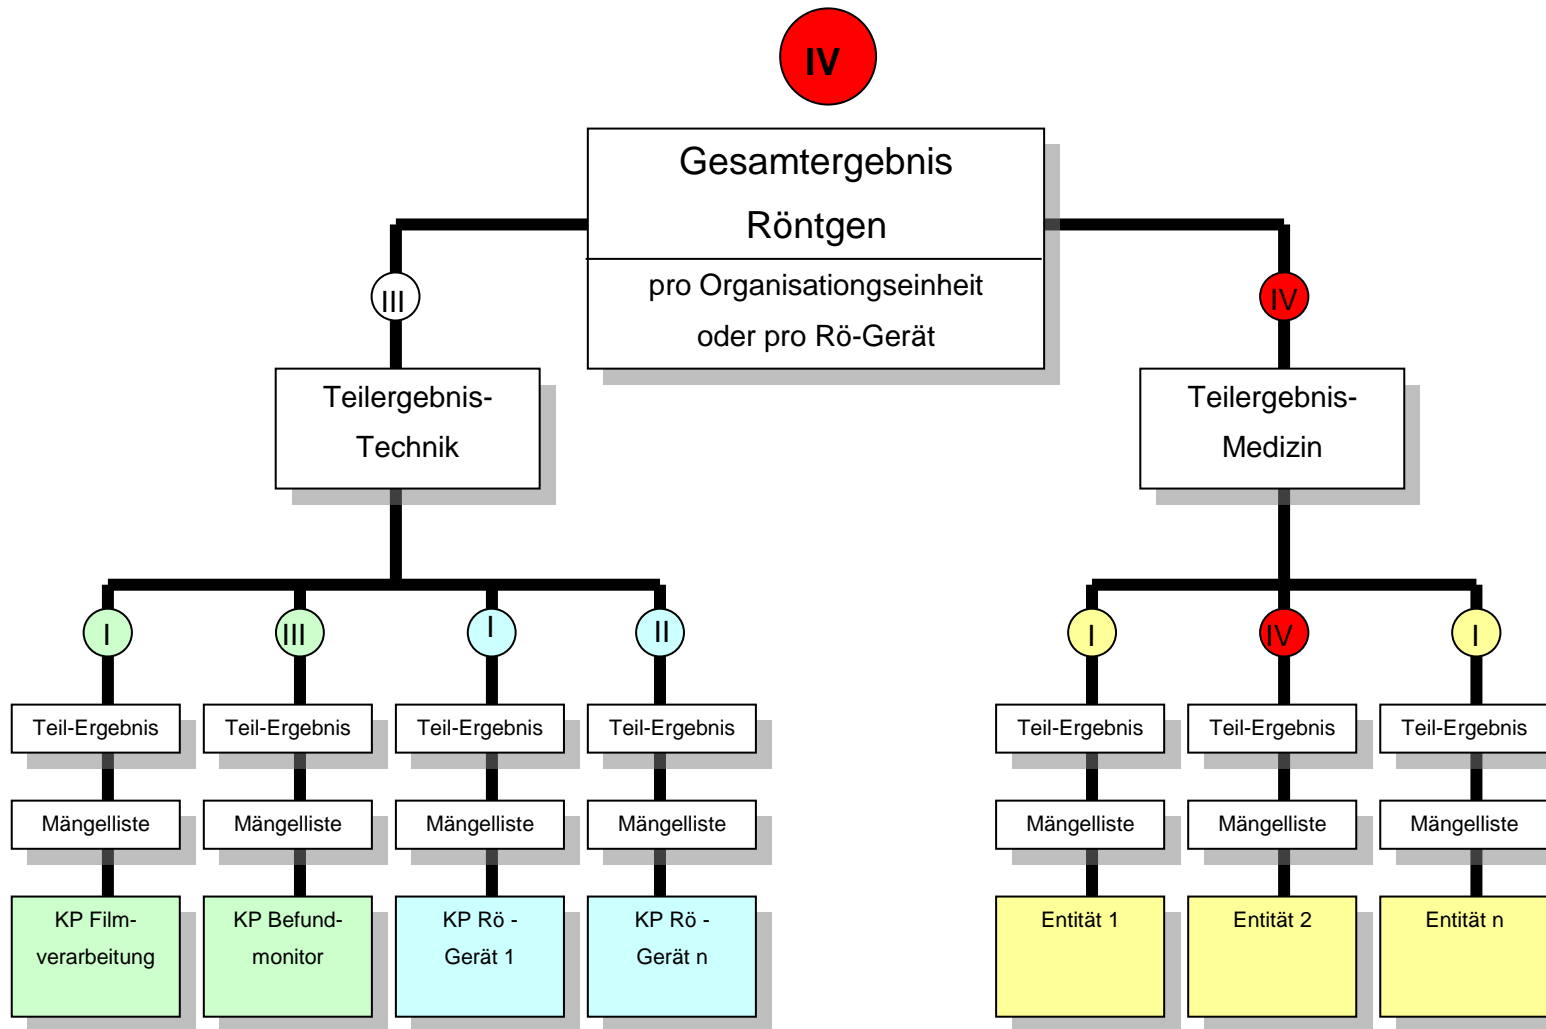 IV
Gesamtergebnis
Röntgen
pro Organisationgseinheit
oder pro Rö-Gerät
III
IV
Teilergebnis-
Technik
Teilergebnis-
Medizin
I
III
I
II
I
IV
I
Teil-Ergebnis
Teil-Ergebnis
Teil-Ergebnis
Teil-Ergebnis
Teil-Ergebnis
Teil-Ergebnis
Teil-Ergebnis
Mängelliste
Mängelliste
Mängelliste
Mängelliste
Mängelliste
Mängelliste
Mängelliste
KP Film-
verarbeitung
KP Befund-
monitor
KP Rö -
Gerät 1
KP Rö -
Gerät n
Entität 1
Entität 2
Entität n